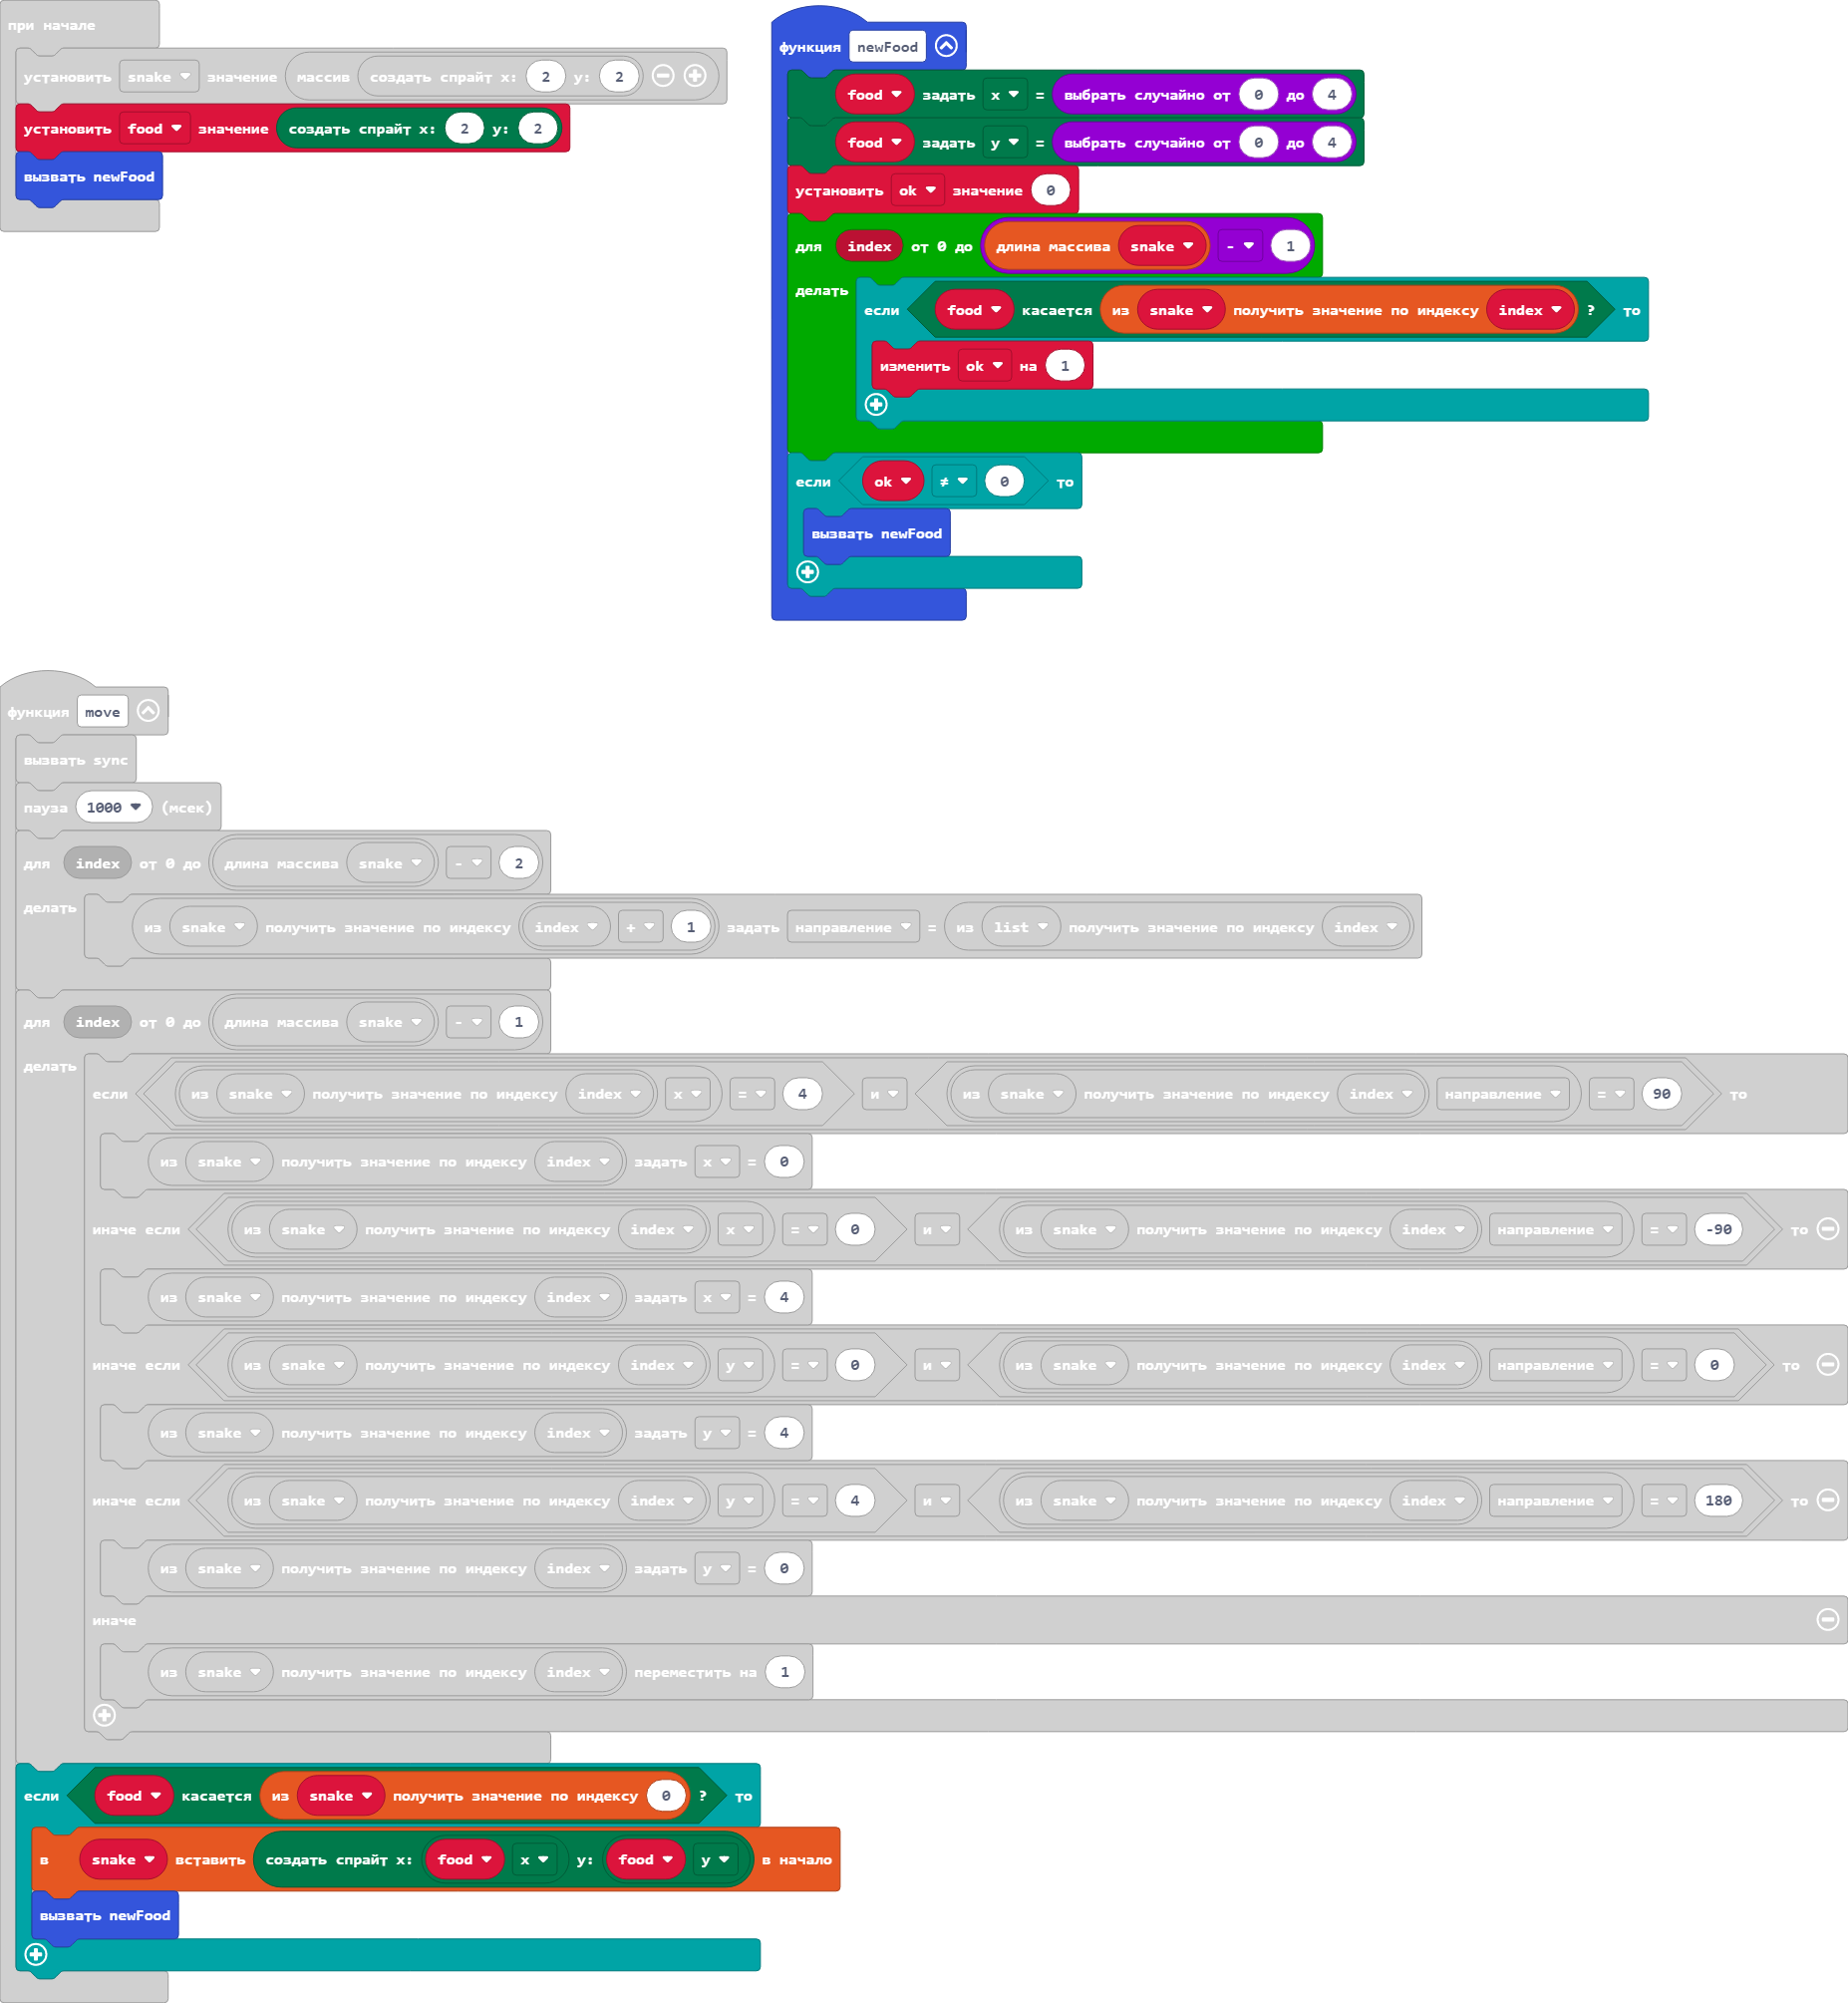 при начале
установить snake значение массив создать спрайт x: 2 y: 2
установить food значение создать спрайт x: 2 y: 2
вызвать newFood
функция newFood
food задать x = выбрать случайно от 0 до 4
food задать y = выбрать случайно от 0 до 4
установить ok значение 0
для index от 0 до длина массива snake - 1
делать
если food касается из snake получить значение по индексу index ? то
изменить ok на 1
если ok ≠ 0 то
вызвать newFood
функция move
вызвать sync
пауза 1000 (мсек)
для index от 0 до длина массива snake - 2
делать
из snake получить значение по индексу index + 1 задать направление = из list получить значение по индексу index
для index от 0 до длина массива snake - 1
делать
если из snake получить значение по индексу index x = 4 и из snake получить значение по индексу index направление = 90 то
из snake получить значение по индексу index задать x = 0
иначе если из snake получить значение по индексу index x = 0 и из snake получить значение по индексу index направление = -90 то
из snake получить значение по индексу index задать x = 4
иначе если из snake получить значение по индексу index y = 0 и из snake получить значение по индексу index направление = 0 то
из snake получить значение по индексу index задать y = 4
иначе если из snake получить значение по индексу index y = 4 и из snake получить значение по индексу index направление = 180 то
из snake получить значение по индексу index задать y = 0
иначе
из snake получить значение по индексу index переместить на 1
если food касается из snake получить значение по индексу 0 ? то
в snake вставить создать спрайт x: food x y: food y в начало
вызвать newFood